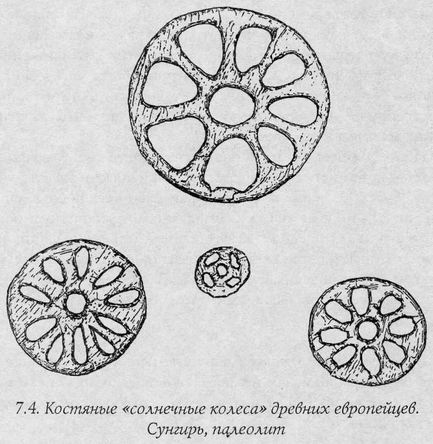 7.4. Костяные «солнечные колеса» древних европейцев.
Сунгирь, палеолит